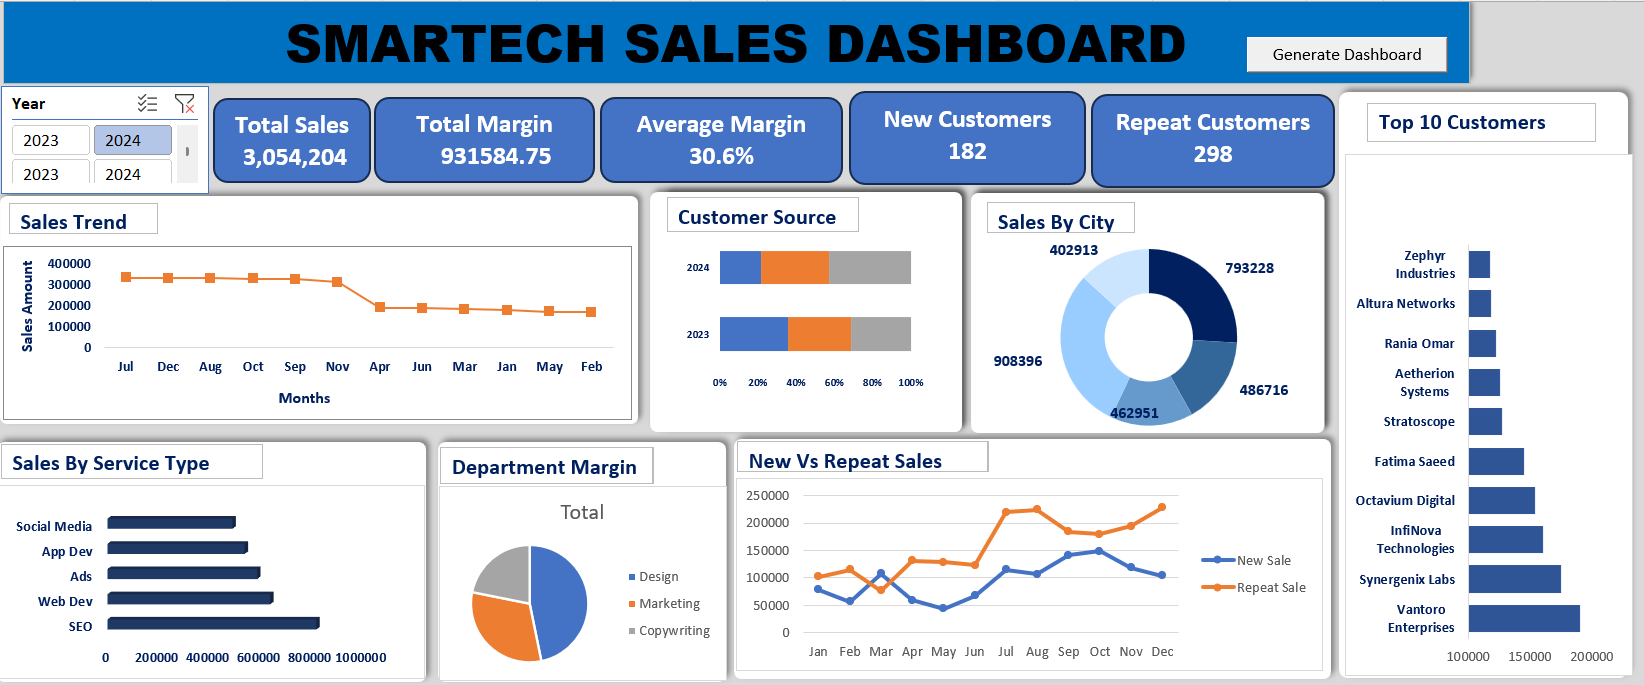 SMARTECH SALES DASHBOARD
Generate Dashboard
Year
2023 2024
2023 2024
Total Sales
3,054,204
Total Margin
931584.75
Average Margin
30.6%
New Customers
182
Repeat Customers
298
Top 10 Customers
Zephyr
Industries
Altura Networks
Rania Omar
Aetherion
Systems
Stratoscope
Fatima Saeed
Octavium Digital
InfiNova
Technologies
Synergenix Labs
Vantoro
Enterprises
100000 150000 200000
Sales Trend
Sales Amount
400000
300000
200000
100000
0
Jul Dec Aug Oct Sep Nov Apr Jun Mar Jan May Feb
Months
Customer Source
2024
2023
0% 20% 40% 60% 80% 100%
Sales By City
402913
793228
908396
486716
462951
Sales By Service Type
Social Media
App Dev
Ads
Web Dev
SEO
0 200000 400000 600000 800000 1000000
Department Margin
Total
Design
Marketing
Copywriting
New Vs Repeat Sales
250000
200000
150000
100000
50000
0
Jan Feb Mar Apr May Jun Jul Aug Sep Oct Nov Dec
New Sale
Repeat Sale